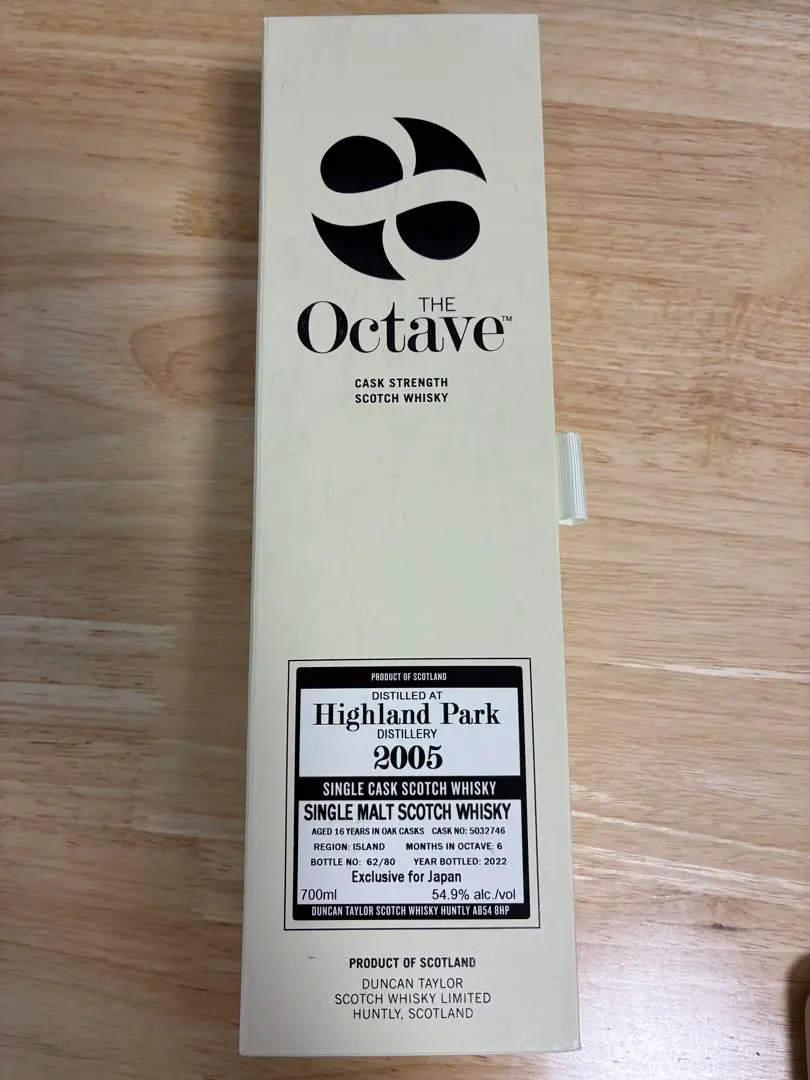 THE
Octave™
CASK STRENGTH
SCOTCH WHISKY
PRODUCT OF SCOTLAND
DISTILLED AT
Highland Park
DISTILLERY
2005
SINGLE CASK SCOTCH WHISKY
SINGLE MALT SCOTCH WHISKY
AGED 16 YEARS IN OAK CASKS CASK NO: 5032746
REGION: ISLAND MONTHS IN OCTAVE: 6
BOTTLE NO: 62/80 YEAR BOTTLED: 2022
Exclusive for Japan
700ml 54.9% alc./vol
DUNCAN TAYLOR SCOTCH WHISKY HUNTLY AB54 8HP
PRODUCT OF SCOTLAND
DUNCAN TAYLOR
SCOTCH WHISKY LIMITED
HUNTLY, SCOTLAND